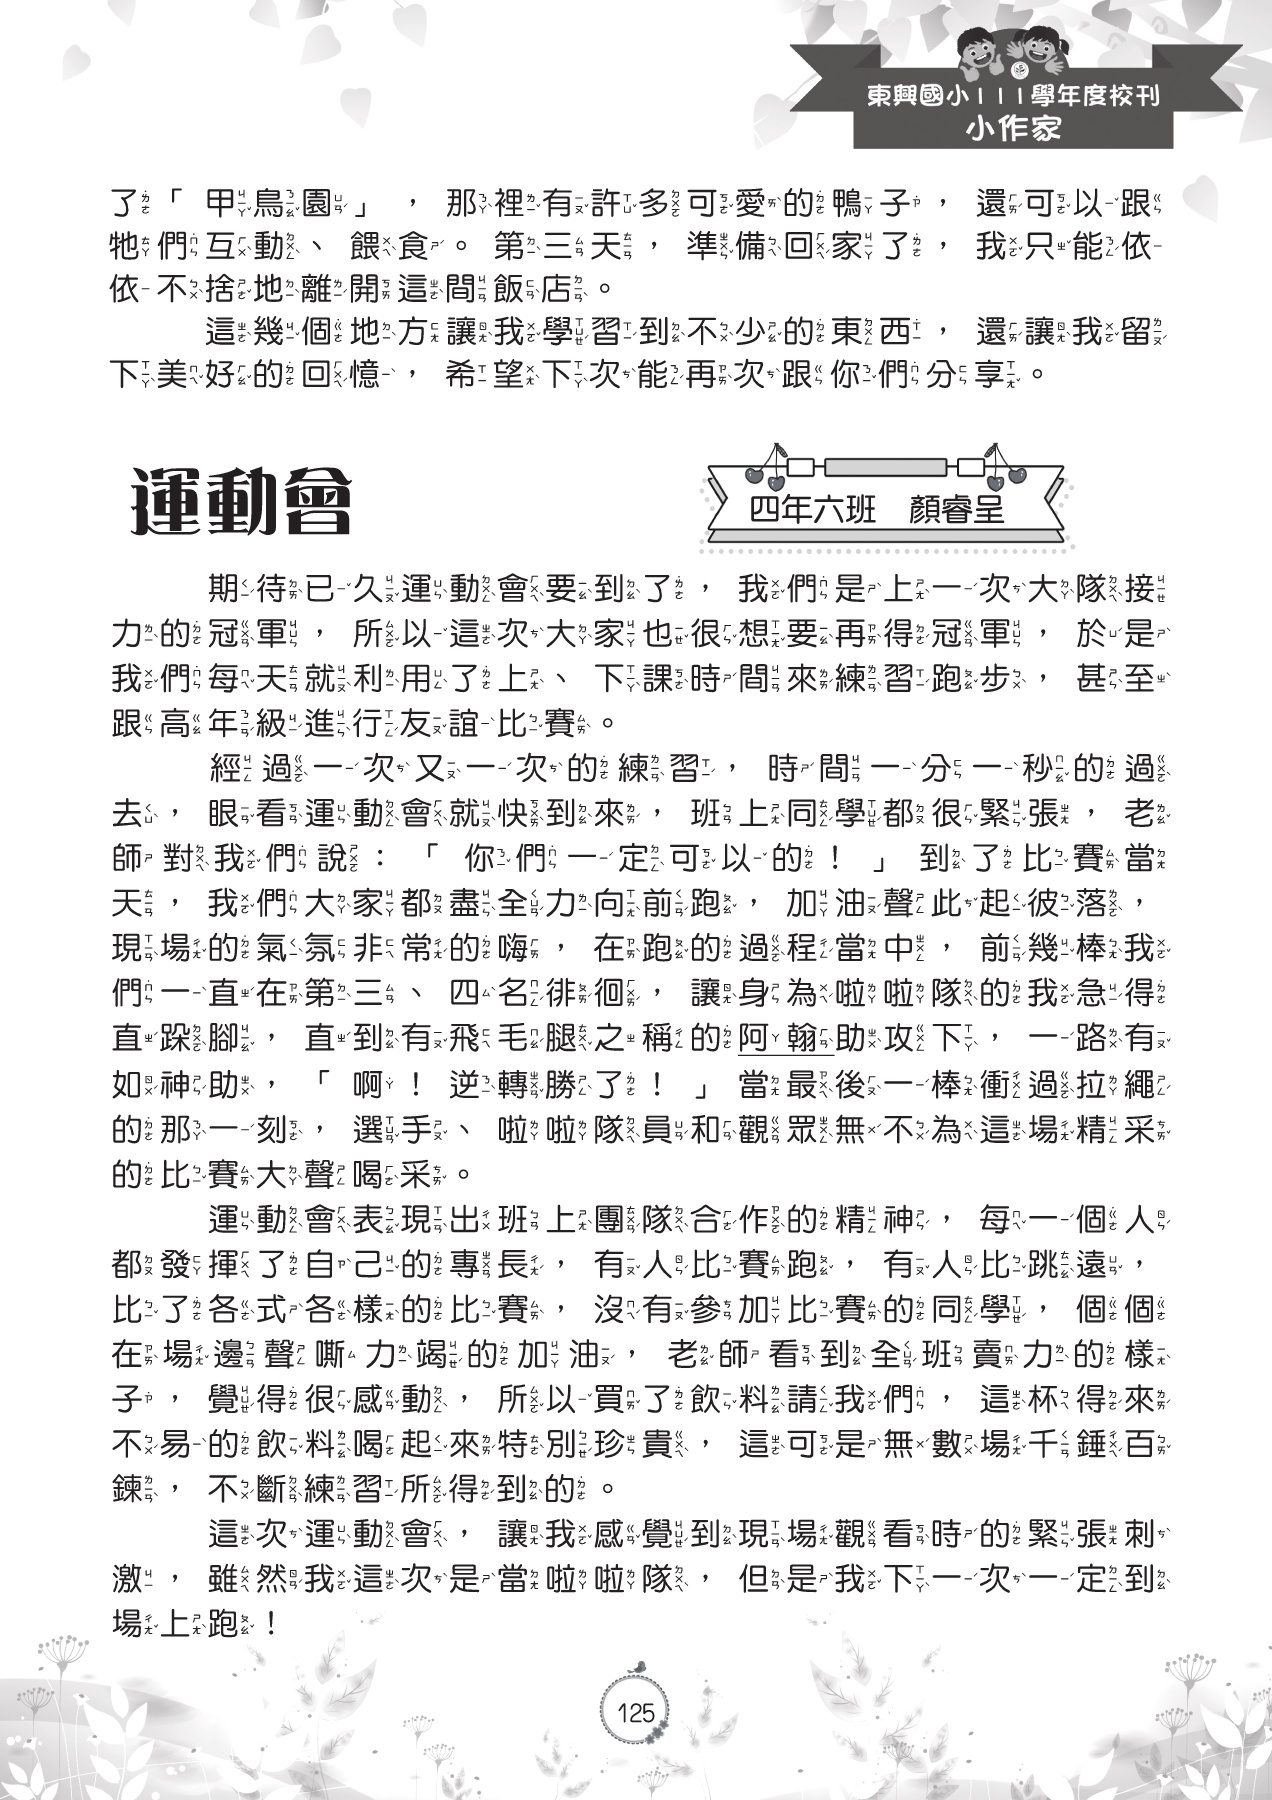 東興國小111學年度校刊
小作家
了「甲鳥園」，那裡有許多可愛的鴨子，還可以跟
牠們互動、餵食。第三天，準備回家了，我只能依
依不捨地離開這間飯店。
這幾個地方讓我學習到不少的東西，還讓我留
下美好的回憶，希望下次能再次跟你們分享。
運動會
四年六班　顏睿呈
期待已久運動會要到了，我們是上一次大隊接
力的冠軍，所以這次大家也很想要再得冠軍，於是
我們每天就利用了上、下課時間來練習跑步，甚至
跟高年級進行友誼比賽。
經過一次又一次的練習，時間一分一秒的過
去，眼看運動會就快到來，班上同學都很緊張，老
師對我們說：「你們一定可以的！」到了比賽當
天，我們大家都盡全力向前跑，加油聲此起彼落，
現場的氣氛非常的嗨，在跑的過程當中，前幾棒我
們一直在第三、四名徘徊，讓身為啦啦隊的我急得
直跺腳，直到有飛毛腿之稱的阿翰助攻下，一路有
如神助，「啊！逆轉勝了！」當最後一棒衝過拉繩
的那一刻，選手、啦啦隊員和觀眾無不為這場精采
的比賽大聲喝采。
運動會表現出班上團隊合作的精神，每一個人
都發揮了自己的專長，有人比賽跑，有人比跳遠，
比了各式各樣的比賽，沒有參加比賽的同學，個個
在場邊聲嘶力竭的加油，老師看到全班賣力的樣
子，覺得很感動，所以買了飲料請我們，這杯得來
不易的飲料喝起來特別珍貴，這可是無數場千錘百
鍊，不斷練習所得到的。
這次運動會，讓我感覺到現場觀看時的緊張刺
激，雖然我這次是當啦啦隊，但是我下一次一定到
場上跑！
125